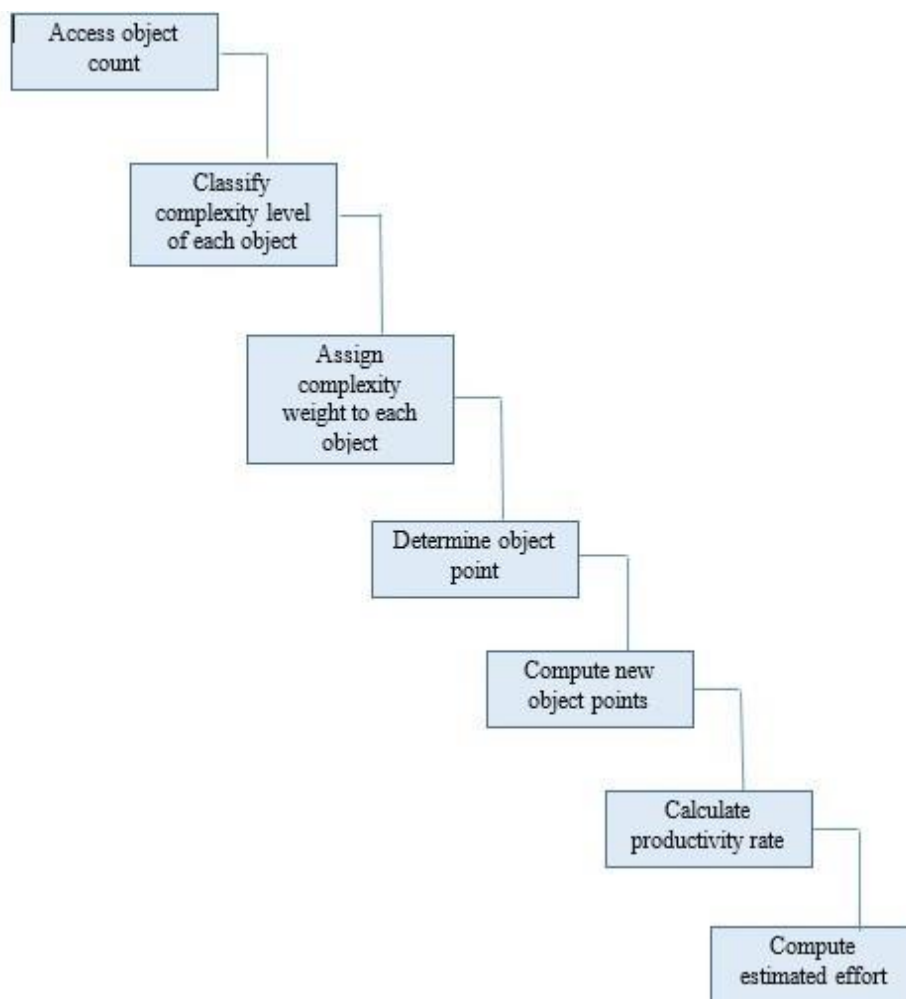 Access object
count
Classify
complexity level
of each object
Assign
complexity
weight to each
object
Determine object
point
Compute new
object points
Calculate
productivity rate
Compute
estimated effort